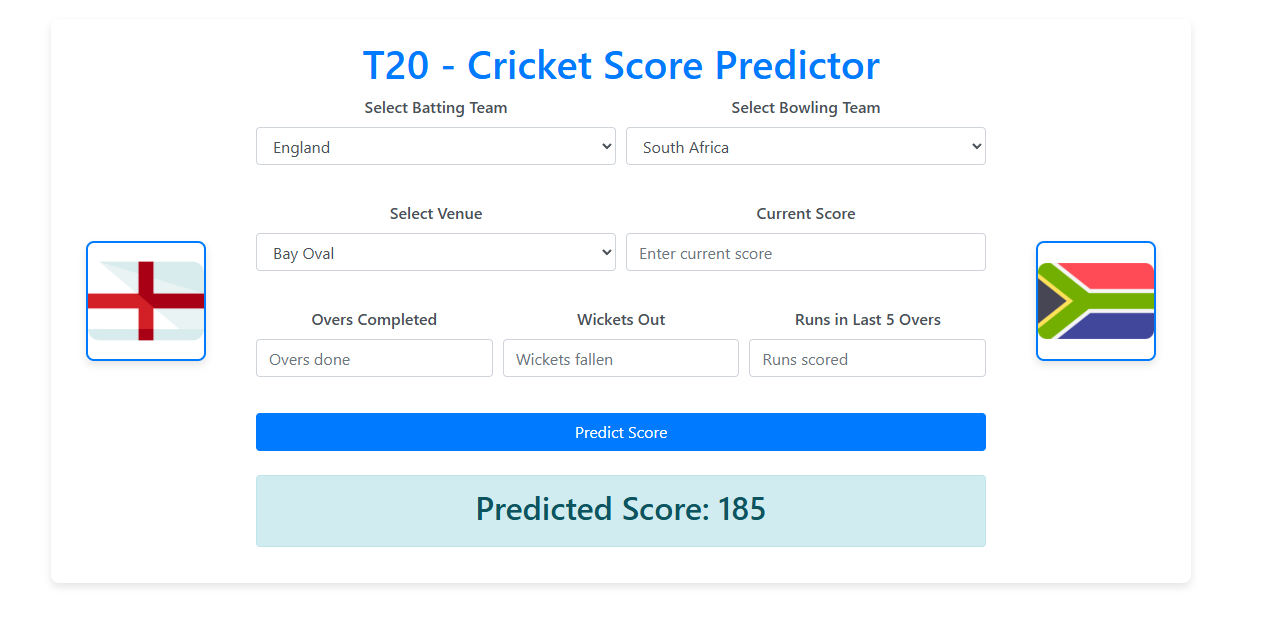 T20 - Cricket Score Predictor
Select Batting Team Select Bowling Team
England South Africa
Select Venue Current Score
Bay Oval Enter current score
Overs Completed Wickets Out Runs in Last 5 Overs
Overs done Wickets fallen Runs scored
Predict Score
Predicted Score: 185